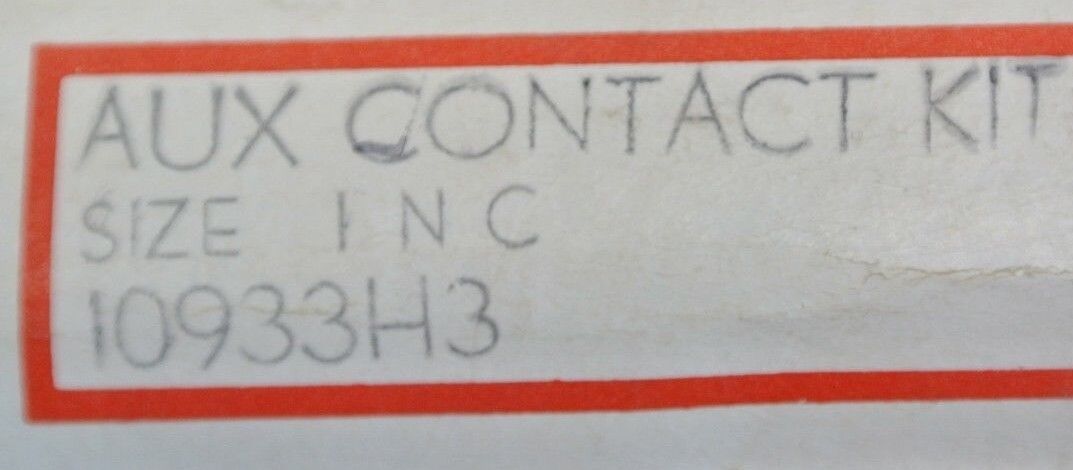 AUX CONTACT KIT
SIZE 1 N C
10933H3